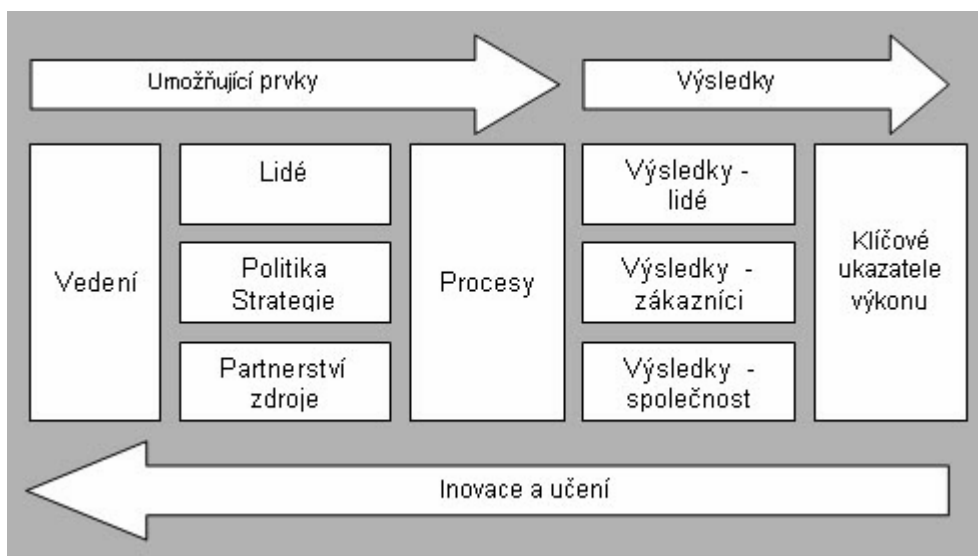 Umožňující prvky
Výsledky
Vedení
Lidé
Politika
Strategie
Partnerství
zdroje
Procesy
Výsledky -
lidé
Výsledky -
zákazníci
Výsledky -
společnost
Klíčové
ukazatele
výkonu
Inovace a učení